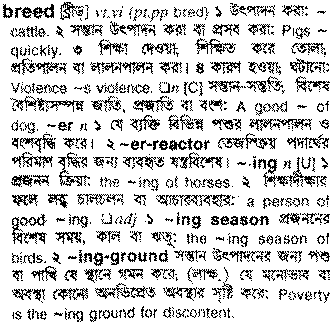 breed [ব্রীড্] vt,vi (pt,pp bred) ১ উৎপাদন করা: ~
cattle. ২ সন্তান উৎপাদন করা বা প্রসব করা: Pigs ~
quickly. ৩ শিক্ষা দেওয়া, শিক্ষিত করে তোলা,
প্রতিপালন বা লালনপালন করা। ৪ কারণ হওয়া, ঘটানো:
Violence ~s violence. □n [C] সন্তান-সন্ততি, বিশেষ
বৈশিষ্ট্যসম্পন্ন জাতি, প্রজাতি বা বংশ: A good ~ of
dog. ~er n ১ যে ব্যক্তি বিভিন্ন পশুর লালনপালন ও
বংশবৃদ্ধি করে। ২ ~er-reactor তেজস্ক্রিয় পদার্থের
পরিমাণ বৃদ্ধির জন্য ব্যবহৃত যন্ত্রবিশেষ। ~ing n [U] ১
প্রজনন ক্রিয়া: the ~ing of horses. ২ শিক্ষাদীক্ষার
ফলে লব্ধ চালচলন বা আচারব্যবহার: a person of
good ~ing. □adj ১ ~ing season প্রজননের
বিশেষ সময়, কাল বা ঋতু: the ~ing season of
birds. ২ ~ing-ground সন্তান উৎপাদনের জন্য পশু
বা পাখি যে স্থানে গমন করে, (লাক্ষ.) যে মনোভাব বা
অবস্থা কোনো অনভিপ্রেত অবস্থার সৃষ্টি করে: Poverty
is the ~ing ground for discontent.